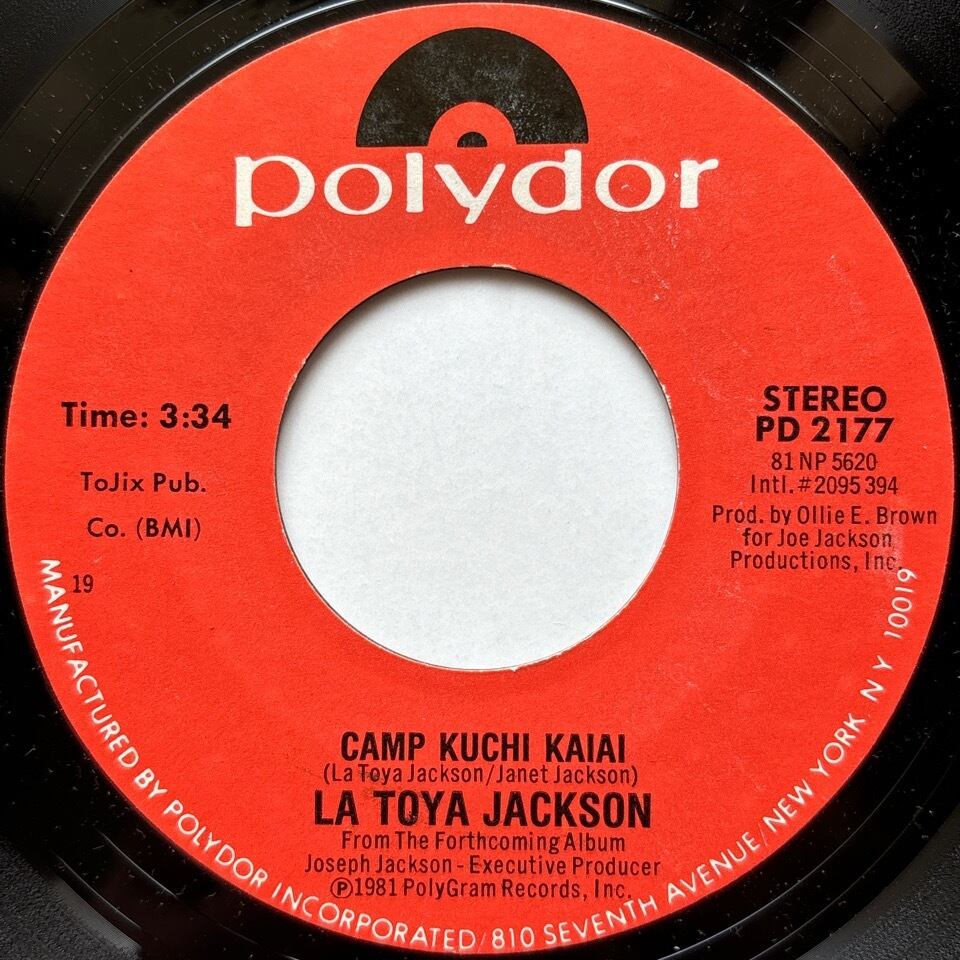 polydor
Time: 3:34
ToJix Pub.
Co. (BMI)
19
STEREO
PD 2177
81 NP 5620
Intl. # 2095 394
Prod. by Ollie E. Brown
for Joe Jackson
Productions, Inc.
CAMP KUCHI KAIAI
(La Toya Jackson/Janet Jackson)
LA TOYA JACKSON
From The Forthcoming Album
Joseph Jackson - Executive Producer
℗1981 PolyGram Records, Inc.
MANUFACTURED BY POLYDOR INCORPORATED/810 SEVENTH AVENUE/NEW YORK. N Y 10019